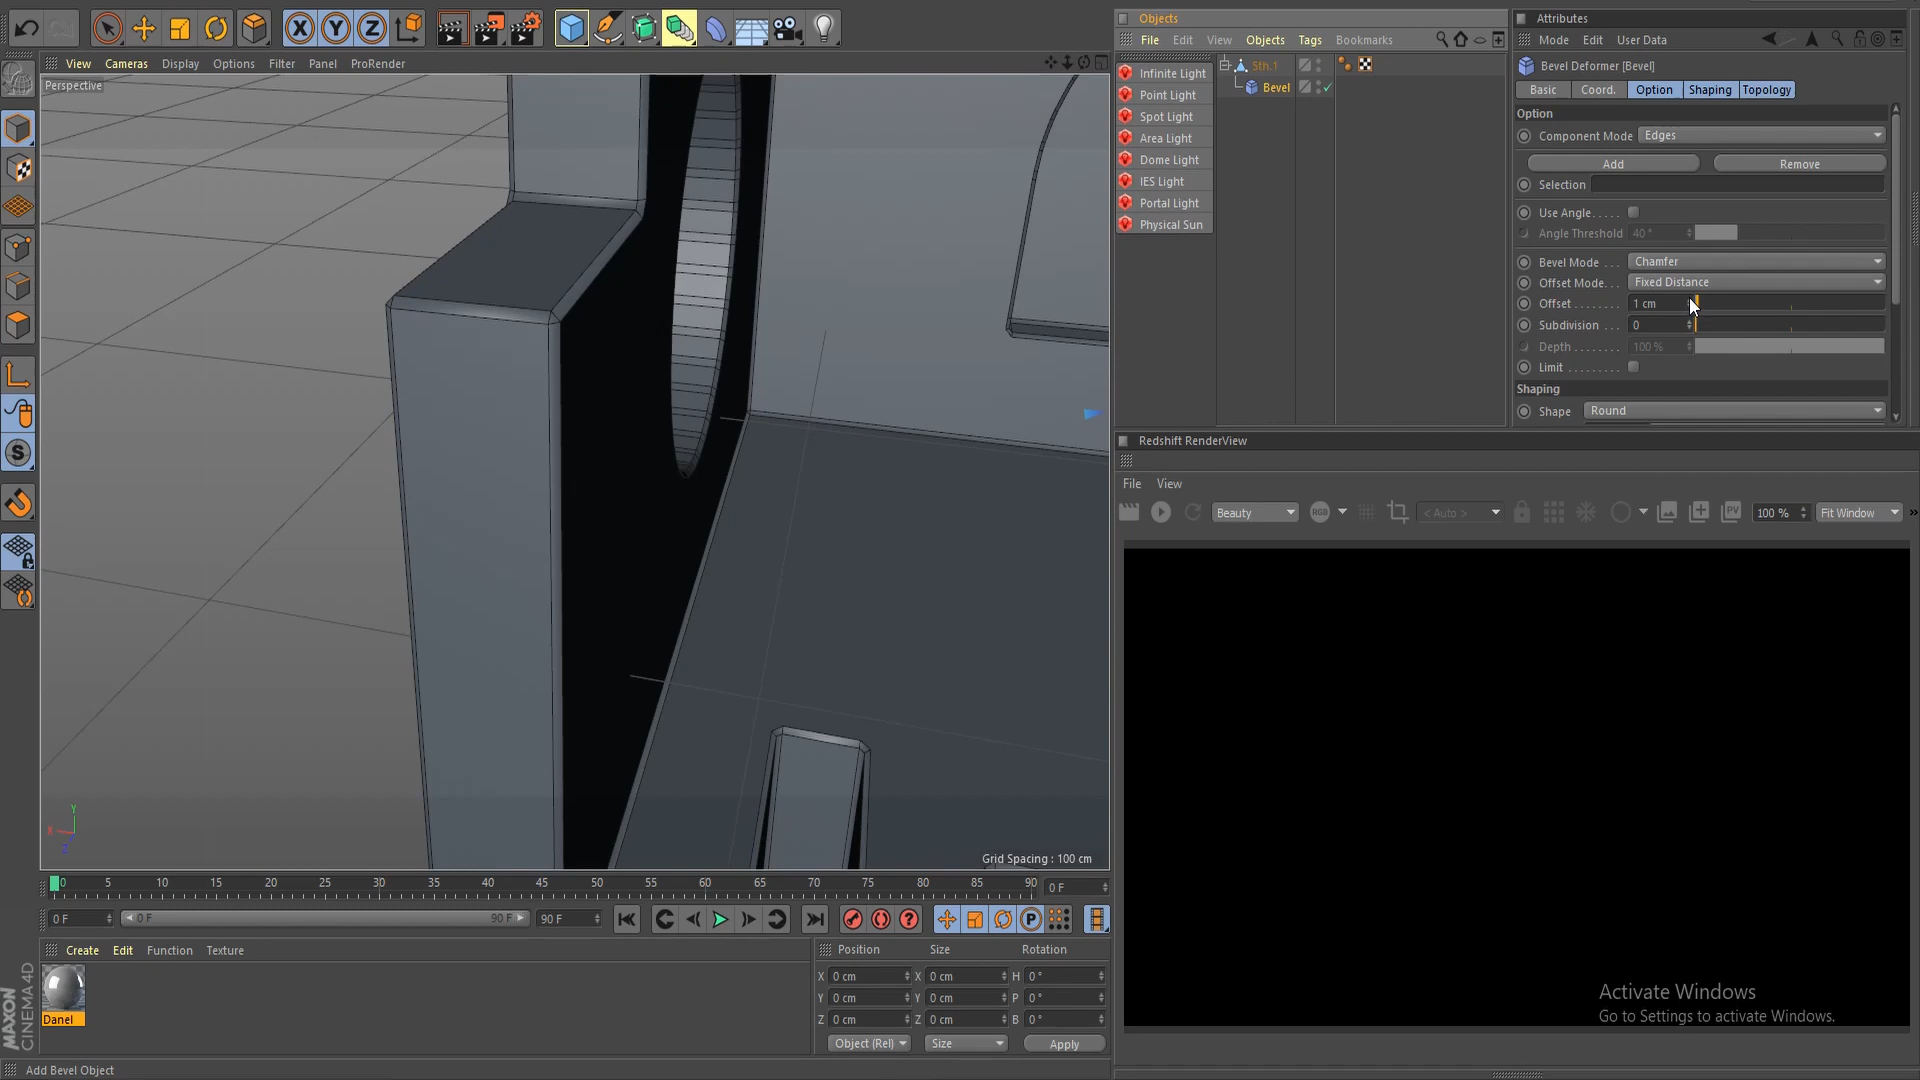 X Y Z
View Cameras Display Options Filter Panel ProRender
Perspective
Grid Spacing : 100 cm
Objects
File Edit View Objects Tags Bookmarks
Infinite Light
Point Light
Spot Light
Area Light
Dome Light
IES Light
Portal Light
Physical Sun
Sth.1
Bevel
Attributes
Mode Edit User Data
Bevel Deformer [Bevel]
Basic Coord. Option Shaping Topology
Option
Component Mode Edges
Add Remove
Selection
Use Angle.....
Angle Threshold 40 °
Bevel Mode ... Chamfer
Offset Mode... Fixed Distance
Offset ........ 1 cm
Subdivision ... 0
Depth ........ 100 %
Limit .........
Shaping
Shape Round
Redshift RenderView
File View
Beauty RGB < Auto > PV 100 % Fit Window »
Activate Windows
Go to Settings to activate Windows.
X
Y
Z
0 5 10 15 20 25 30 35 40 45 50 55 60 65 70 75 80 85 90 0 F
0 F 0 F 90 F 90 F
P
Create Edit Function Texture
Danel
MAXON
CINEMA 4D
Position Size Rotation
X 0 cm X 0 cm H 0 °
Y 0 cm Y 0 cm P 0 °
Z 0 cm Z 0 cm B 0 °
Object (Rel) Size Apply
Add Bevel Object